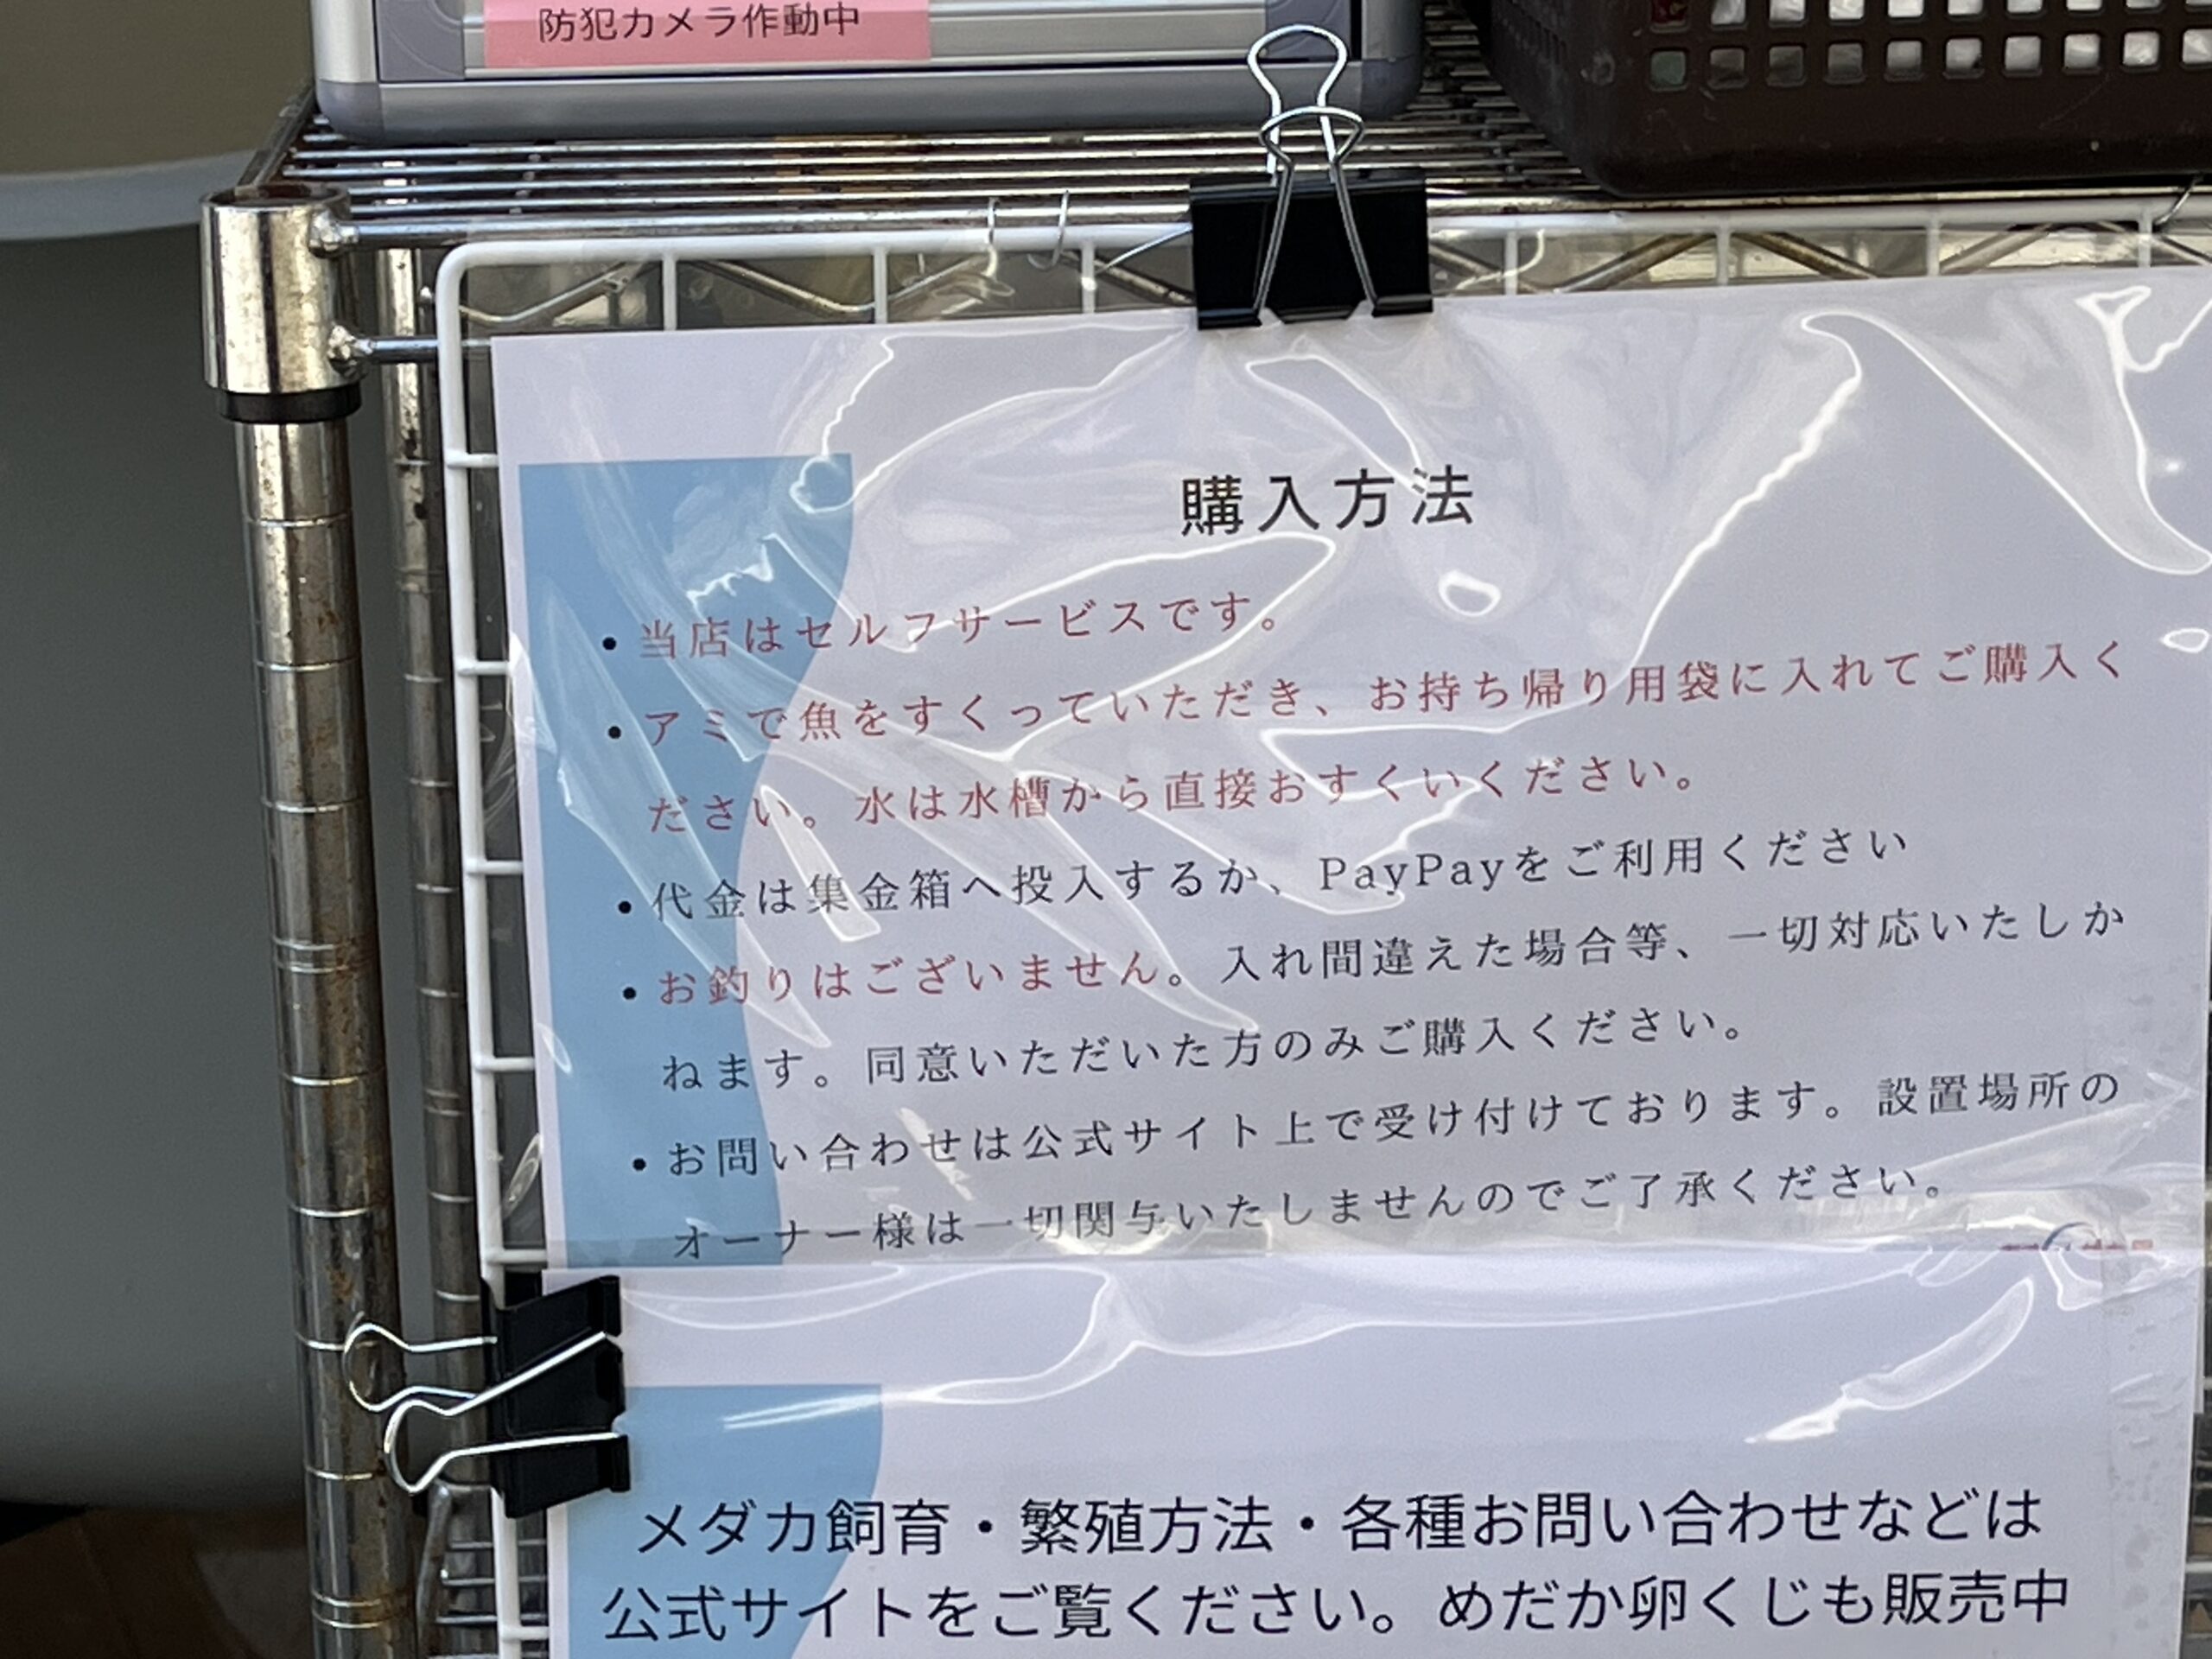 防犯カメラ作動中
購入方法
• 当店はセルフサービスです。
• アミで魚をすくっていただき、お持ち帰り用袋に入れてご購入く
ださい。水は水槽から直接おすくいください。
• 代金は集金箱へ投入するか、PayPayをご利用ください
• お釣りはございません。入れ間違えた場合等、一切対応いたしか
ねます。同意いただいた方のみご購入ください。
• お問い合わせは公式サイト上で受け付けております。設置場所の
オーナー様は一切関与いたしませんのでご了承ください。
メダカ飼育・繁殖方法・各種お問い合わせなどは
公式サイトをご覧ください。めだか卵くじも販売中